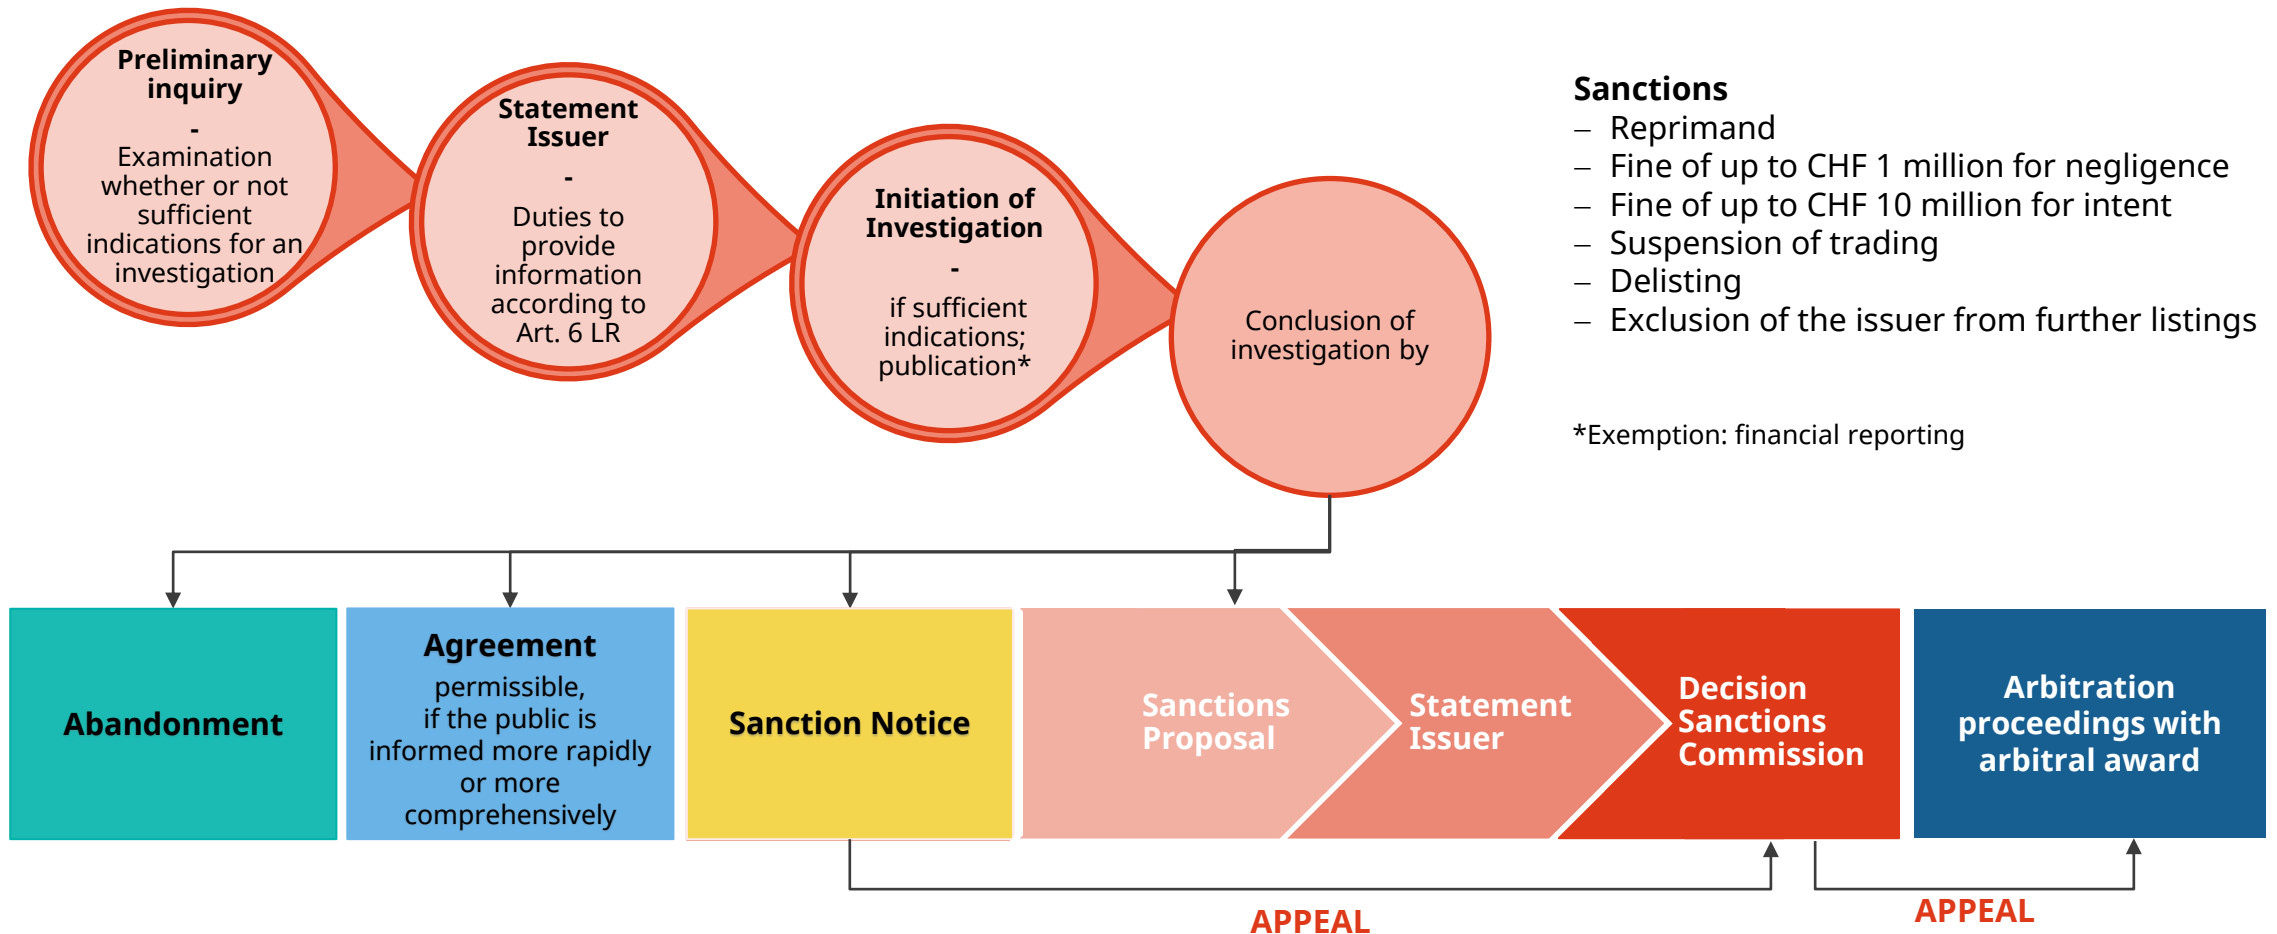 Preliminary
inquiry
-
Examination
whether or not
sufficient
indications for an
investigation
Statement
Issuer
-
Duties to
provide
information
according to
Art. 6 LR
Initiation of
Investigation
-
if sufficient
indications;
publication*
Conclusion of
investigation by
Sanctions
– Reprimand
– Fine of up to CHF 1 million for negligence
– Fine of up to CHF 10 million for intent
– Suspension of trading
– Delisting
– Exclusion of the issuer from further listings
*Exemption: financial reporting
Abandonment
Agreement
permissible,
if the public is
informed more rapidly
or more
comprehensively
Sanction Notice
Sanctions
Proposal
Statement
Issuer
Decision
Sanctions
Commission
Arbitration
proceedings with
arbitral award
APPEAL
APPEAL